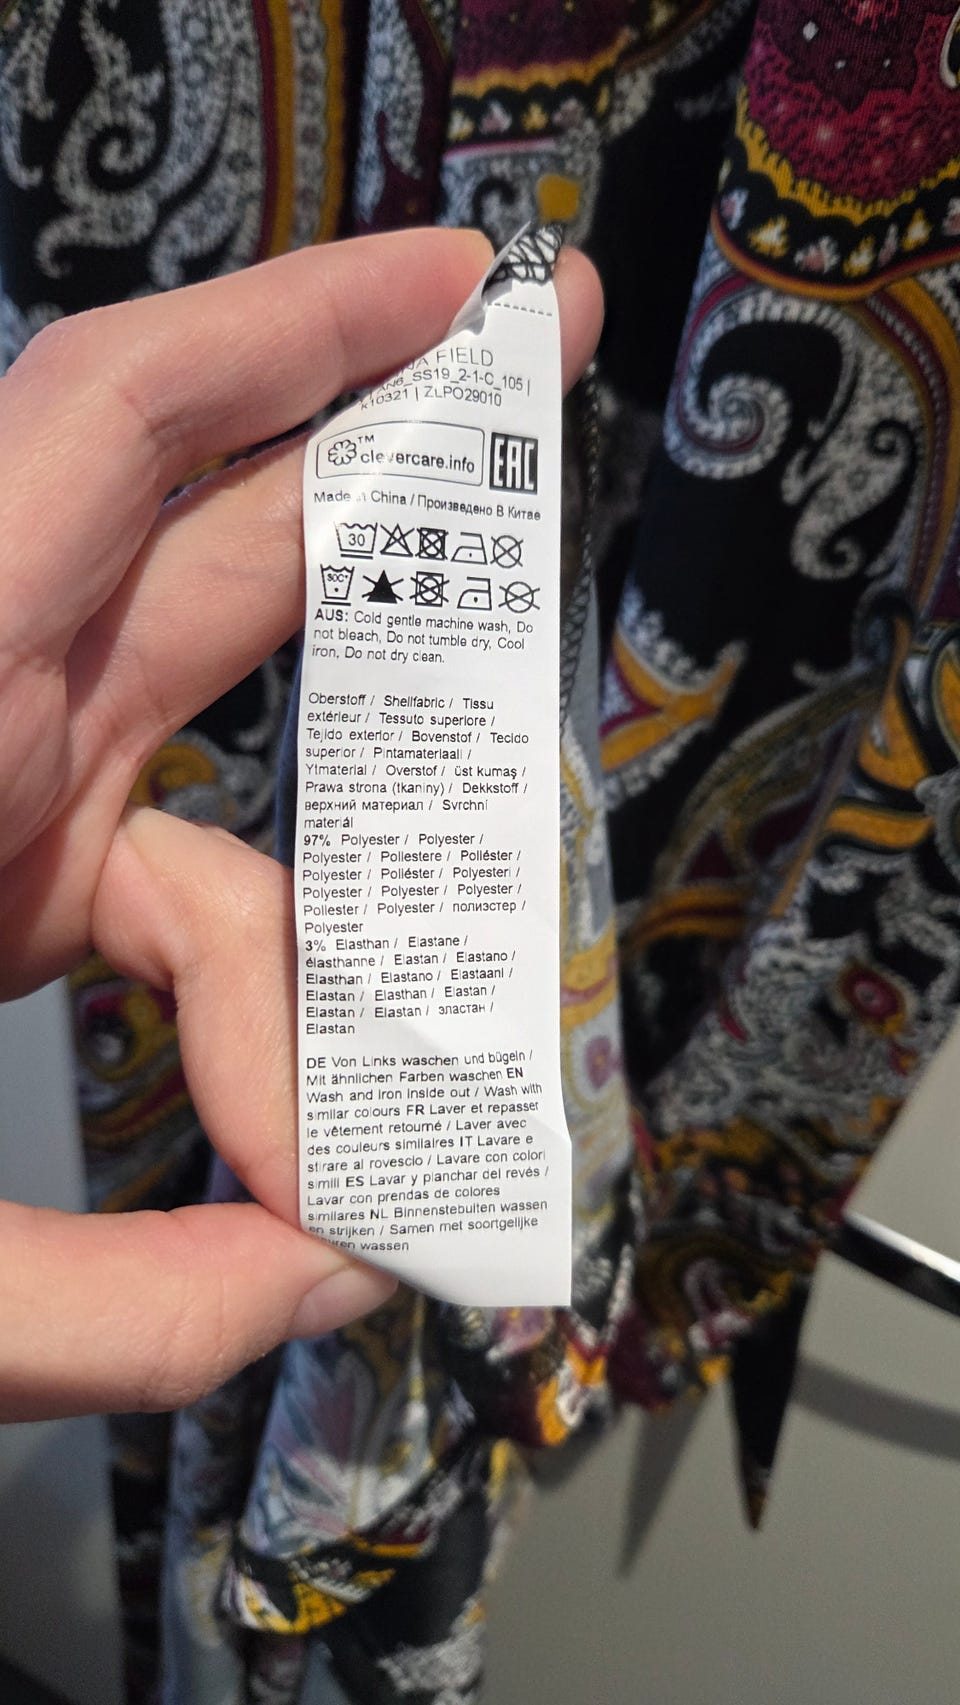 FIELD
SS19_2-1-C_105 |
k10321 | ZLPO29010
TM
clevercare.info
EAC
Made in China / Произведено В Китае
30
30C°
AUS: Cold gentle machine wash, Do
not bleach, Do not tumble dry, Cool
iron, Do not dry clean.
Oberstoff / Shellfabric / Tissu
extérieur / Tessuto superiore /
Tejido exterior / Bovenstof / Tecido
superior / Pintamateriaali /
Ytmaterial / Overstof / üst kumaş /
Prawa strona (tkaniny) / Dekkstoff /
верхний материал / Svrchní
materiál
97% Polyester / Polyester /
Polyester / Poliestere / Poliéster /
Polyester / Poliéster / Polyesteri /
Polyester / Polyester / Polyester /
Poliester / Polyester / полиэстер /
Polyester
3% Elasthan / Elastane /
élasthanne / Elastan / Elastano /
Elasthan / Elastano / Elastaani /
Elastan / Elasthan / Elastan /
Elastan / Elastan / эластан /
Elastan
DE Von Links waschen und bügeln /
Mit ähnlichen Farben waschen EN
Wash and iron inside out / Wash with
similar colours FR Laver et repasser
le vêtement retourné / Laver avec
des couleurs similaires IT Lavare e
stirare al rovescio / Lavare con colori
simili ES Lavar y planchar del revés /
Lavar con prendas de colores
similares NL Binnenstebuiten wassen
en strijken / Samen met soortgelijke
wassen